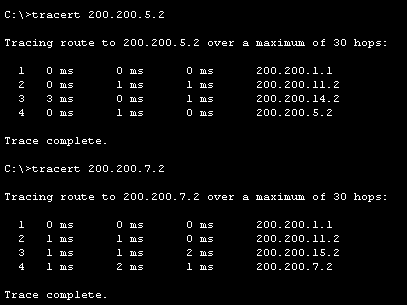 C:\>tracert 200.200.5.2
Tracing route to 200.200.5.2 over a maximum of 30 hops:
1 0 ms 0 ms 0 ms 200.200.1.1
2 0 ms 1 ms 1 ms 200.200.11.2
3 3 ms 0 ms 1 ms 200.200.14.2
4 0 ms 1 ms 0 ms 200.200.5.2
Trace complete.
C:\>tracert 200.200.7.2
Tracing route to 200.200.7.2 over a maximum of 30 hops:
1 0 ms 0 ms 0 ms 200.200.1.1
2 1 ms 1 ms 0 ms 200.200.11.2
3 1 ms 1 ms 2 ms 200.200.15.2
4 1 ms 2 ms 1 ms 200.200.7.2
Trace complete.